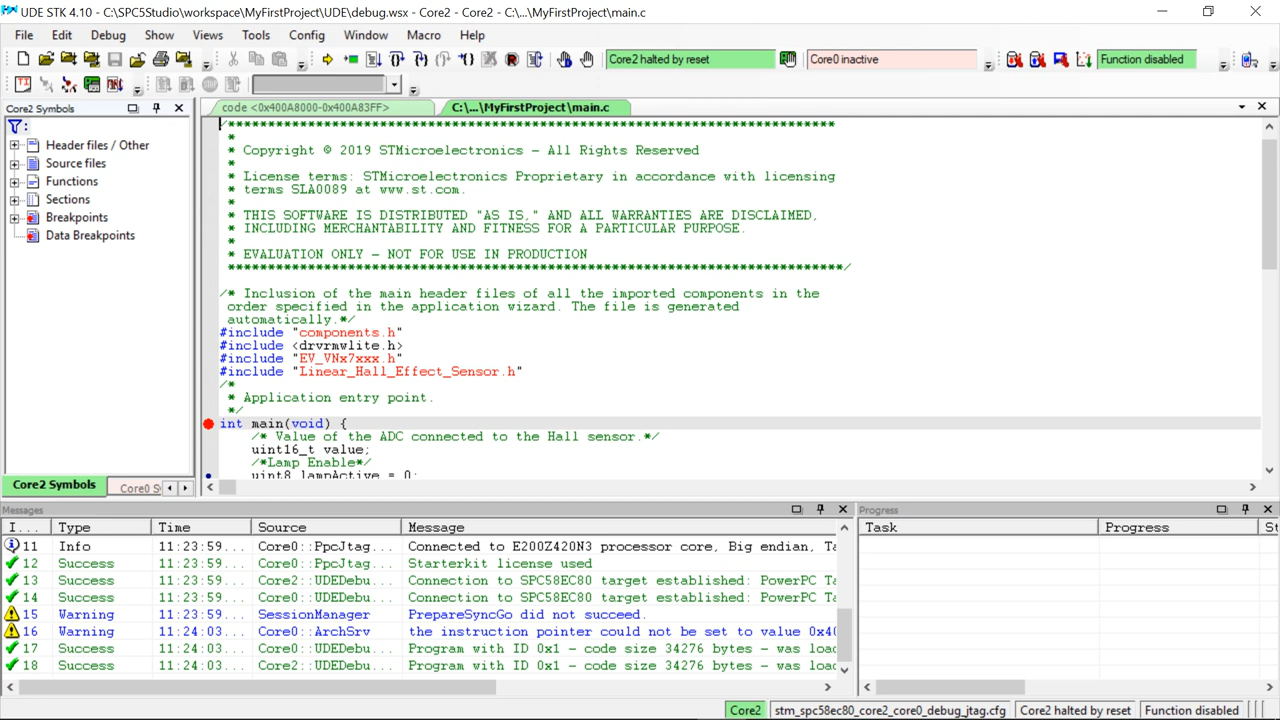 UDE STK 4.10 - C:\SPC5Studio\workspace\MyFirstProject\UDE\debug.wsx - Core2 - Core2 - C:\...\MyFirstProject\main.c
File Edit Debug Show Views Tools Config Window Macro Help
Core2 halted by reset
Core0 inactive
Function disabled
Core2 Symbols
code <0x400A8000-0x400A83FF>
C:\...\MyFirstProject\main.c
Header files / Other
Source files
Functions
Sections
Breakpoints
Data Breakpoints
Core2 Symbols
Core0 S
/****************************************************************************
*
* Copyright © 2019 STMicroelectronics – All Rights Reserved
*
* License terms: STMicroelectronics Proprietary in accordance with licensing
* terms SLA0089 at www.st.com.
*
* THIS SOFTWARE IS DISTRIBUTED "AS IS," AND ALL WARRANTIES ARE DISCLAIMED,
* INCLUDING MERCHANTABILITY AND FITNESS FOR A PARTICULAR PURPOSE.
*
* EVALUATION ONLY – NOT FOR USE IN PRODUCTION
*****************************************************************************/
/* Inclusion of the main header files of all the imported components in the
order specified in the application wizard. The file is generated
automatically.*/
#include "components.h"
#include <drvrmwlite.h>
#include "EV_VNx7xxx.h"
#include "Linear_Hall_Effect_Sensor.h"
/*
* Application entry point.
*/
int main(void) {
/* Value of the ADC connected to the Hall sensor.*/
uint16_t value;
/*Lamp Enable*/
uint8 lampActive = 0;
Messages
I... Type Time Source Message
11 Info 11:23:59... Core0::PpcJtag... Connected to E200Z420N3 processor core, Big endian, Ta
12 Success 11:23:59... Core0::PpcJtag... Starterkit license used
13 Success 11:23:59... Core2::UDEDebu... Connection to SPC58EC80 target established: PowerPC Ta
14 Success 11:23:59... Core0::UDEDebu... Connection to SPC58EC80 target established: PowerPC Ta
15 Warning 11:23:59... SessionManager PrepareSyncGo did not succeed.
16 Warning 11:24:03... Core0::ArchSrv the instruction pointer could not be set to value 0x40
17 Success 11:24:03... Core0::UDEDebu... Program with ID 0x1 – code size 34276 bytes – was load
18 Success 11:24:03... Core2::UDEDebu... Program with ID 0x1 – code size 34276 bytes – was load
Progress
Task Progress St
Core2 stm_spc58ec80_core2_core0_debug_jtag.cfg Core2 halted by reset Function disabled